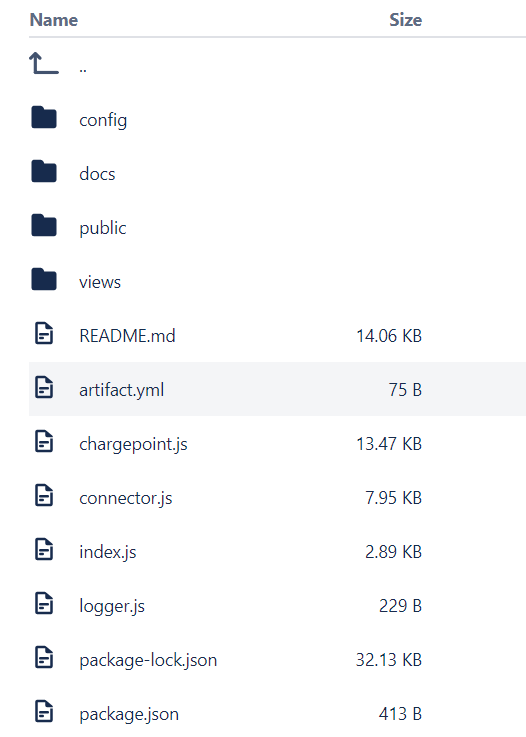 Name Size
..
config
docs
public
views
README.md 14.06 KB
artifact.yml 75 B
chargepoint.js 13.47 KB
connector.js 7.95 KB
index.js 2.89 KB
logger.js 229 B
package-lock.json 32.13 KB
package.json 413 B